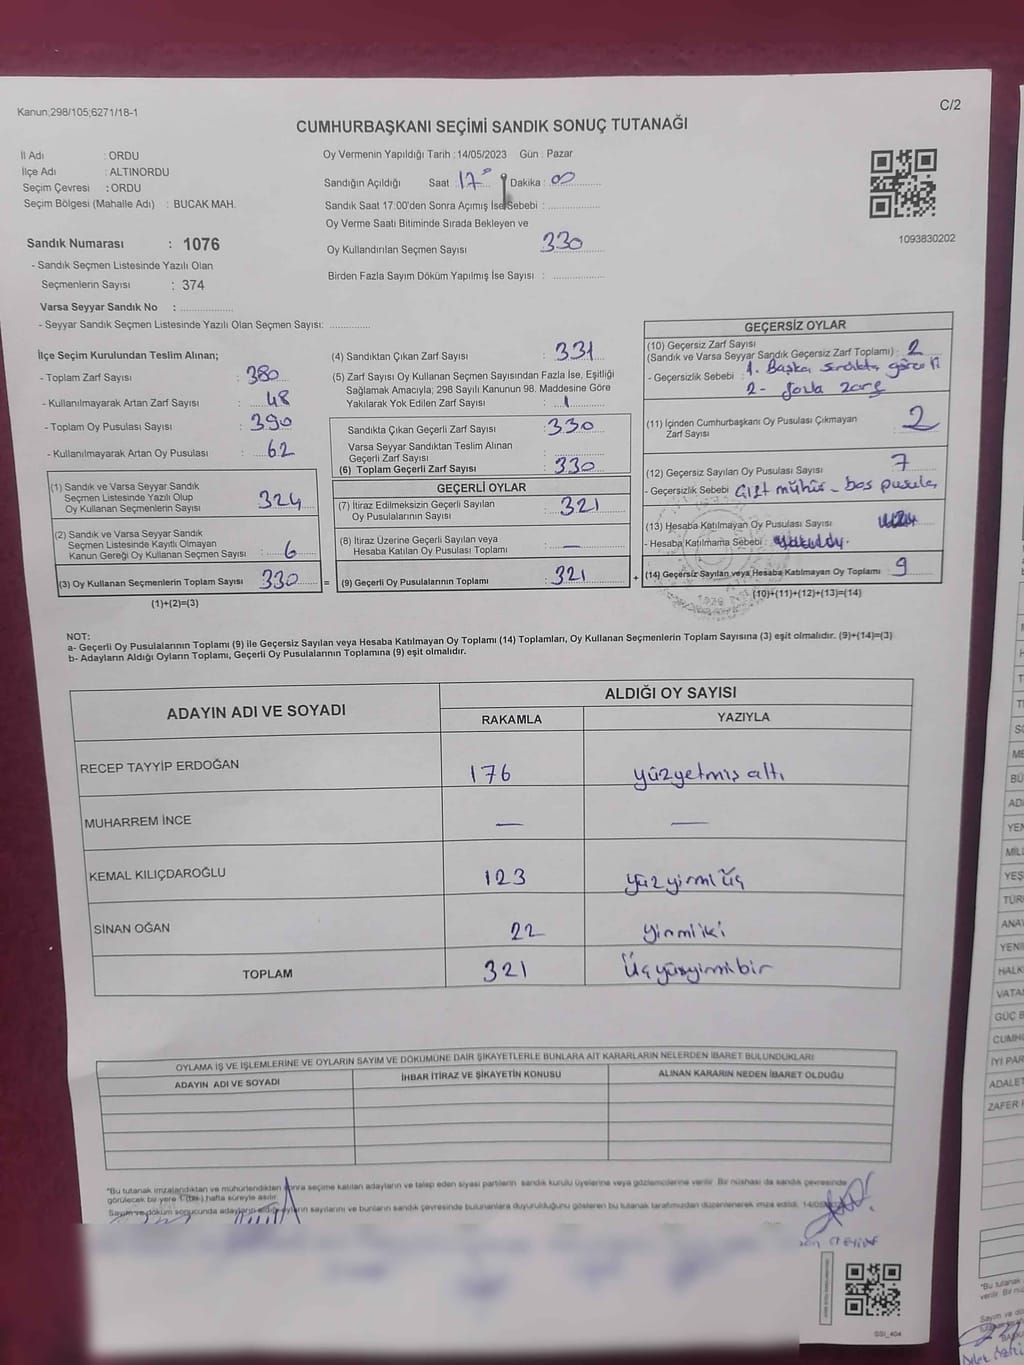 Kanun;298/105;6271/18-1
C/2
CUMHURBAŞKANI SEÇİMİ SANDIK SONUÇ TUTANAĞI
İl Adı : ORDU
İlçe Adı : ALTINORDU
Seçim Çevresi : ORDU
Seçim Bölgesi (Mahalle Adı) : BUCAK MAH.
Sandık Numarası : 1076
- Sandık Seçmen Listesinde Yazılı Olan
Seçmenlerin Sayısı : 374
Varsa Seyyar Sandık No : ....................
- Seyyar Sandık Seçmen Listesinde Yazılı Olan Seçmen Sayısı: ...............
Oy Vermenin Yapıldığı Tarih : 14/05/2023 Gün : Pazar
Sandığın Açıldığı Saat : 17 Dakika : 00
Sandık Saat 17:00'den Sonra Açımış İse Sebebi : ...................
Oy Verme Saati Bitiminde Sırada Bekleyen ve
Oy Kullandırılan Seçmen Sayısı 330
Birden Fazla Sayım Döküm Yapılmış İse Sayısı : ..................
1093830202
İlçe Seçim Kurulundan Teslim Alınan;
- Toplam Zarf Sayısı : 380
- Kullanılmayarak Artan Zarf Sayısı : 48
- Toplam Oy Pusulası Sayısı : 390
- Kullanılmayarak Artan Oy Pusulası : 62
(1) Sandık ve Varsa Seyyar Sandık
Seçmen Listesinde Yazılı Olup
Oy Kullanan Seçmenlerin Sayısı : 324
(2) Sandık ve Varsa Seyyar Sandık
Seçmen Listesinde Kayıtlı Olmayan
Kanun Gereği Oy Kullanan Seçmen Sayısı : 6
(3) Oy Kullanan Seçmenlerin Toplam Sayısı 330 =
(1)+(2)=(3)
(4) Sandıktan Çıkan Zarf Sayısı : 331
(5) Zarf Sayısı Oy Kullanan Seçmen Sayısından Fazla İse, Eşitliği
Sağlamak Amacıyla; 298 Sayılı Kanunun 98. Maddesine Göre
Yakılarak Yok Edilen Zarf Sayısı : 1
Sandıkta Çıkan Geçerli Zarf Sayısı : 330
Varsa Seyyar Sandıktan Teslim Alınan
Geçerli Zarf Sayısı :
(6) Toplam Geçerli Zarf Sayısı : 330
GEÇERLİ OYLAR
(7) İtiraz Edilmeksizin Geçerli Sayılan
Oy Pusulasının Sayısı : 321
(8) İtiraz Üzerine Geçerli Sayılan veya
Hesaba Katılan Oy Pusulası Toplamı : —
(9) Geçerli Oy Pusulalarının Toplamı : 321 +
GEÇERSİZ OYLAR
(10) Geçersiz Zarf Sayısı
(Sandık ve Varsa Seyyar Sandık Geçersiz Zarf Toplamı) : 2
- Geçersizlik Sebebi : 1. Başka sandıkta görevli
2- fazla zarf
(11) İçinden Cumhurbaşkanı Oy Pusulası Çıkmayan
Zarf Sayısı 2
(12) Geçersiz Sayılan Oy Pusulası Sayısı 7
- Geçersizlik Sebebi Çift mühür - boş pusula
(13) Hesaba Katılmayan Oy Pusulası Sayısı
- Hesaba Katılmama Sebebi :
(14) Geçersiz Sayılan veya Hesaba Katılmayan Oy Toplamı : 9
(10)+(11)+(12)+(13)=(14)
NOT:
a- Geçerli Oy Pusulalarının Toplamı (9) ile Geçersiz Sayılan veya Hesaba Katılmayan Oy Toplamı (14) Toplamları, Oy Kullanan Seçmenlerin Toplam Sayısına (3) eşit olmalıdır. (9)+(14)=(3)
b- Adayların Aldığı Oyların Toplamı, Geçerli Oy Pusulalarının Toplamına (9) eşit olmalıdır.
ADAYIN ADI VE SOYADI
ALDIĞI OY SAYISI
RAKAMLA YAZIYLA
RECEP TAYYİP ERDOĞAN 176 yüzyetmiş altı
MUHARREM İNCE — —
KEMAL KILIÇDAROĞLU 123 yüzyirmi üç
SİNAN OĞAN 22 yirmiiki
TOPLAM 321 Üçyüzyirmibir
OYLAMA İŞ VE İŞLEMLERİNE VE OYLARIN SAYIM VE DÖKÜMÜNE DAİR ŞİKAYETLERLE BUNLARA AİT KARARLARIN NELERDEN İBARET BULUNDUKLARI
ADAYIN ADI VE SOYADI İHBAR İTİRAZ VE ŞİKAYETİN KONUSU ALINAN KARARIN NEDEN İBARET OLDUĞU
*Bu tutanak imzalandıktan ve mühürlendikten sonra seçime katılan adayların ve talep eden siyasi partilerin sandık kurulu üyelerine veya gözlemcilerine verilir. Bir nüshası da sandık çevresinde
görülecek bir yere 1 (bir) hafta süreyle asılır.
Sayım ve döküm sonucunda adayların aldığı oyların sayılarını ve bunların sandık çevresinde bulunanlara duyurulduğunu gösteren bu tutanak tarafımızdan düzenlenerek imza edildi.
SSI_404